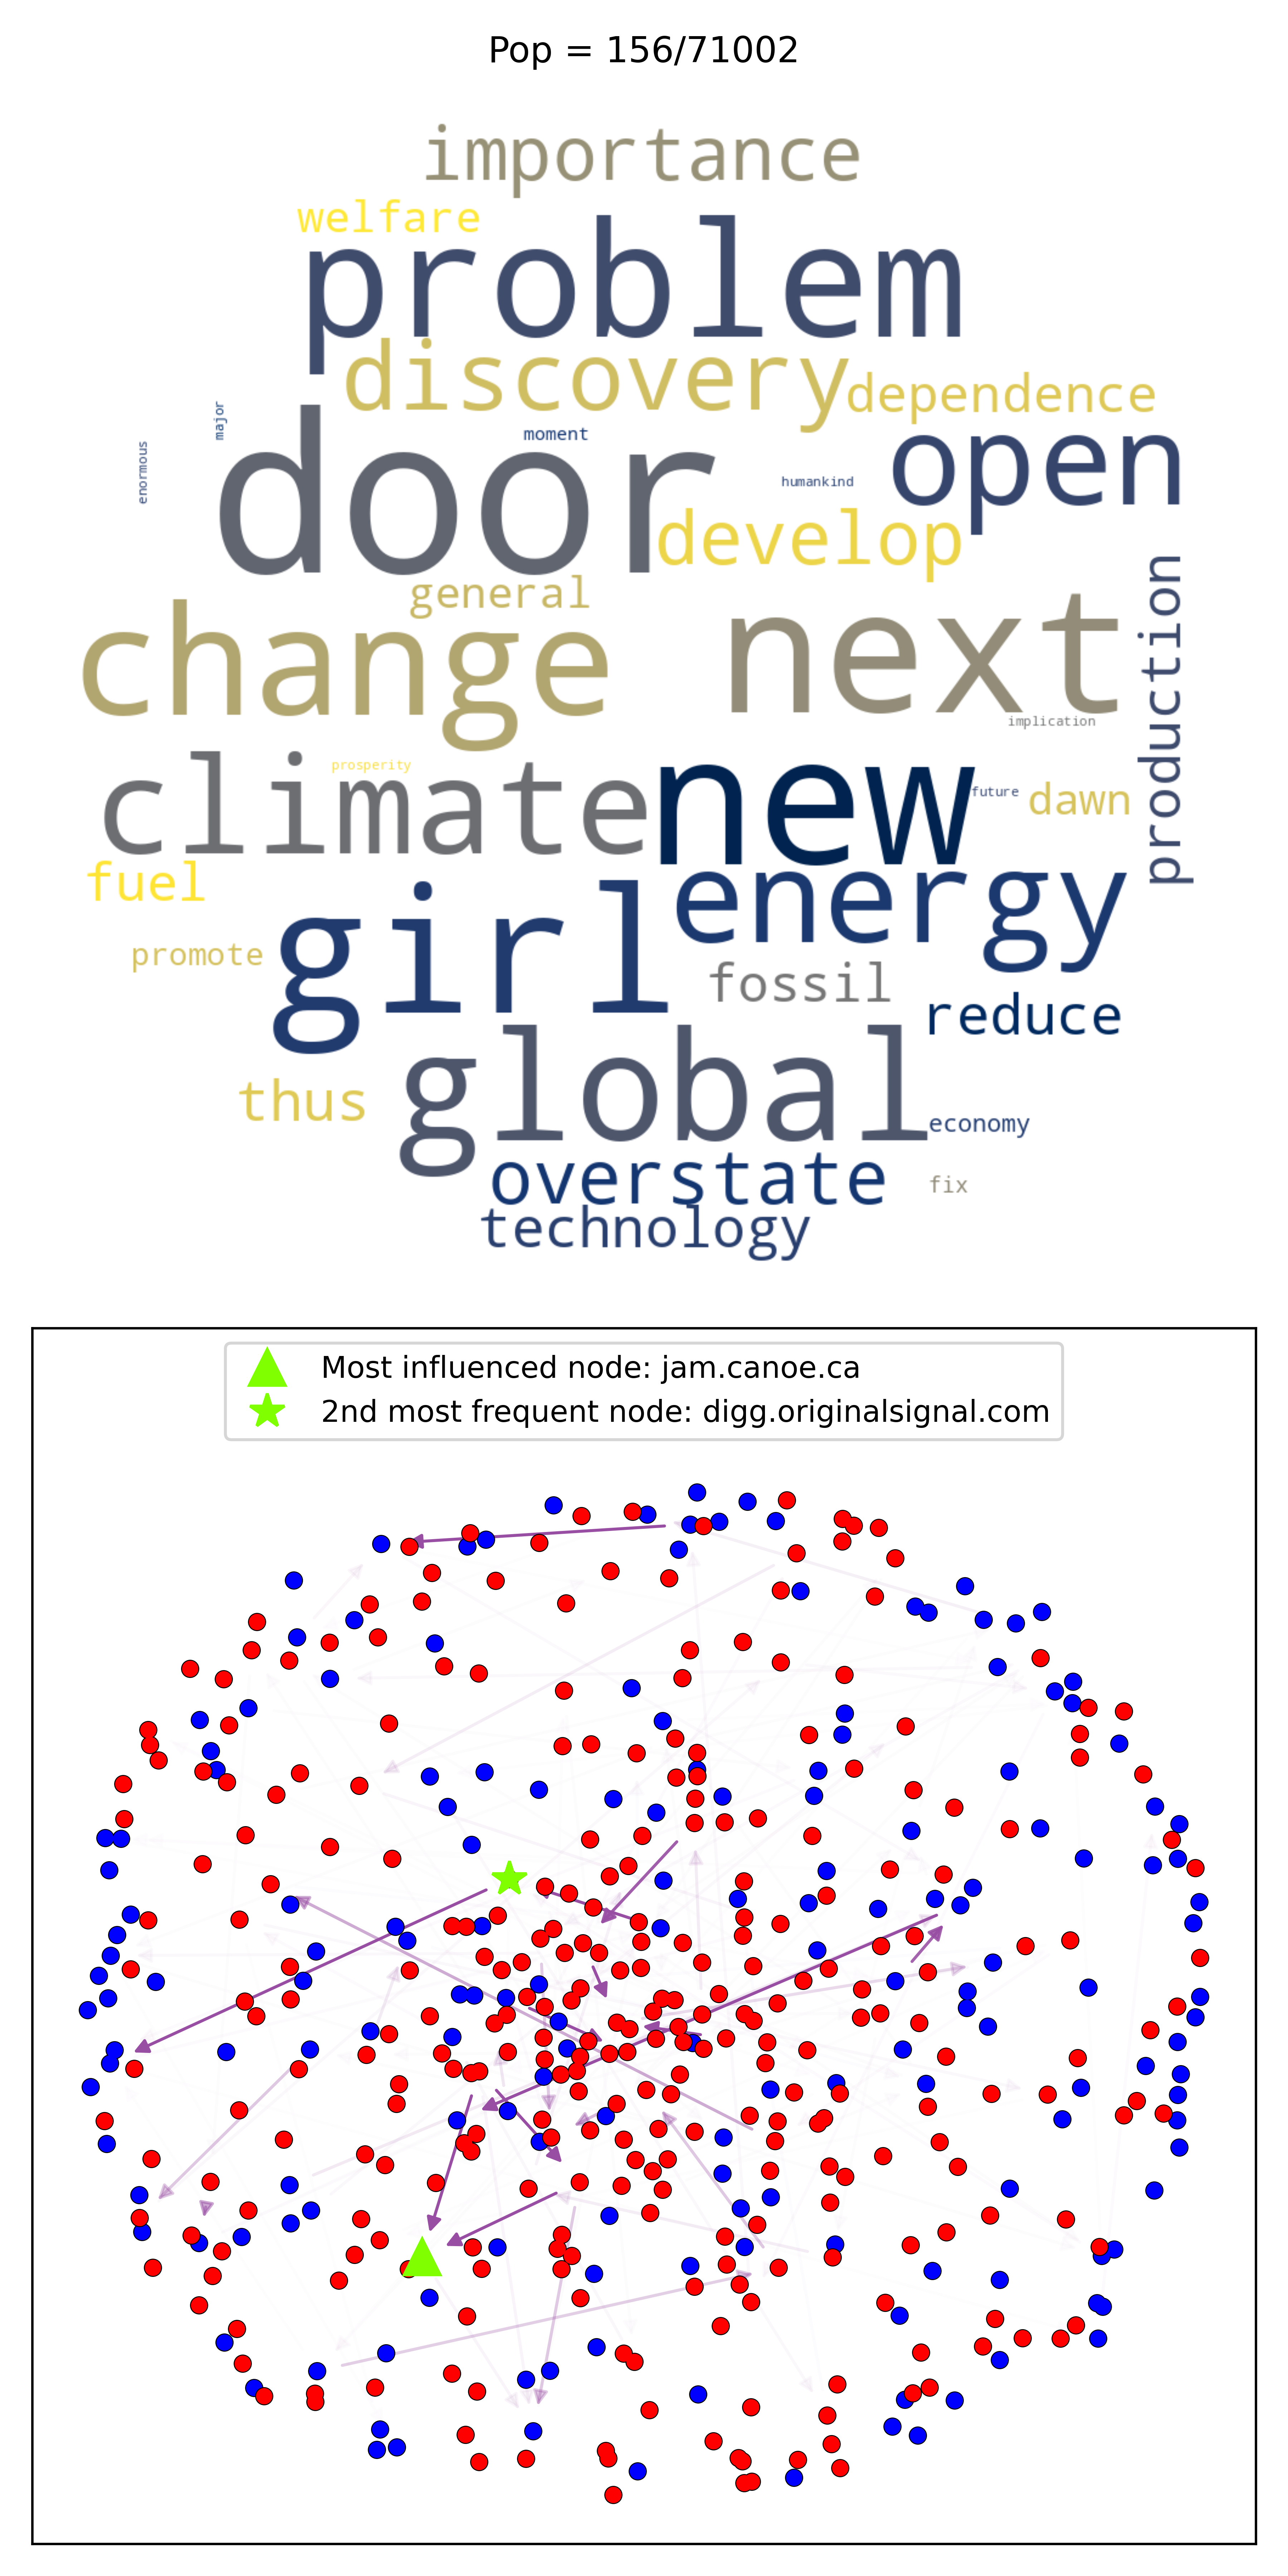 Pop = 156/71002
importance
welfare
problem
discovery
dependence
major
moment
open
enormous
door
humankind
develop
general
production
change
next
implication
climate
prosperity
new
future
dawn
fuel
energy
girl
promote
fossil
reduce
thus
global
economy
overstate
fix
technology
Most influenced node: jam.canoe.ca
2nd most frequent node: digg.originalsignal.com